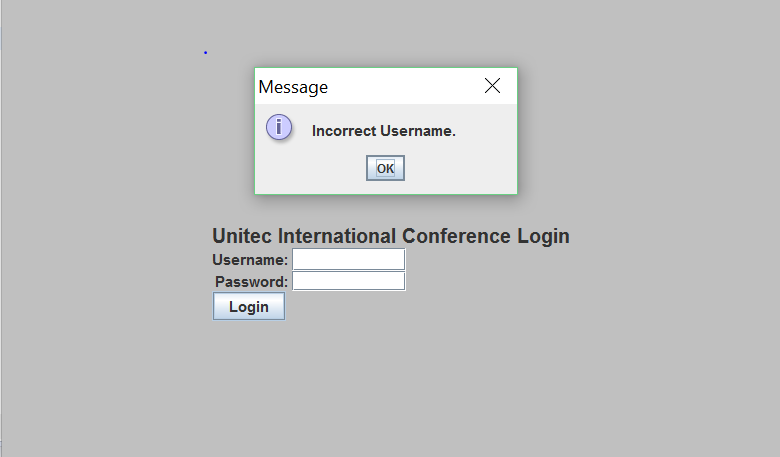 Message
Incorrect Username.
OK
Unitec International Conference Login
Username:
Password:
Login